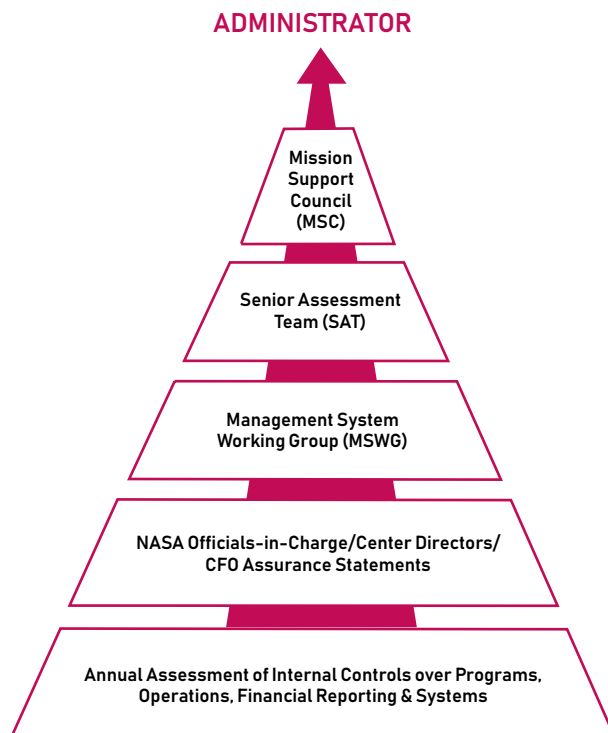 ADMINISTRATOR
Mission
Support
Council
(MSC)
Senior Assessment
Team (SAT)
Management System
Working Group (MSWG)
NASA Officials-in-Charge/Center Directors/
CFO Assurance Statements
Annual Assessment of Internal Controls over Programs,
Operations, Financial Reporting & Systems